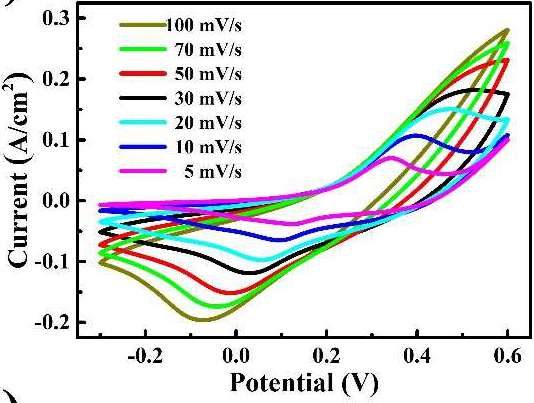 )
0.3
0.2
0.1
0.0
-0.1
-0.2
Current (A/cm²)
100 mV/s
70 mV/s
50 mV/s
30 mV/s
20 mV/s
10 mV/s
5 mV/s
-0.2 0.0 0.2 0.4 0.6
Potential (V)
)